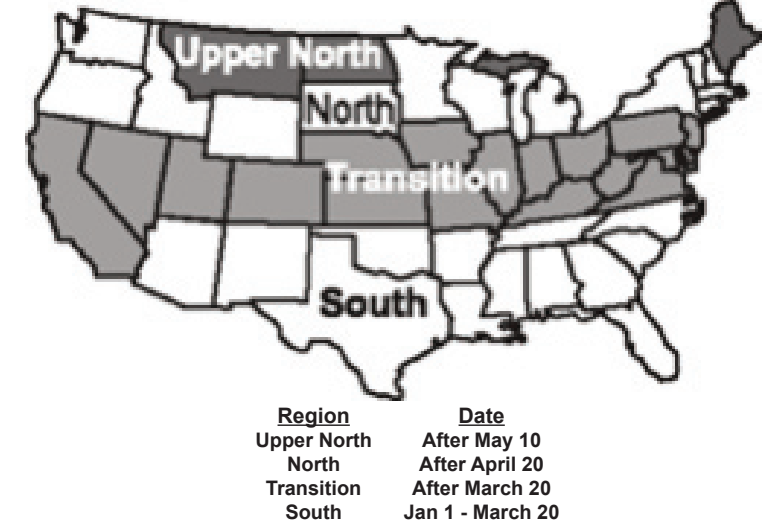 Upper North
North
Transition
South
Region Date
Upper North After May 10
North After April 20
Transition After March 20
South Jan 1 - March 20